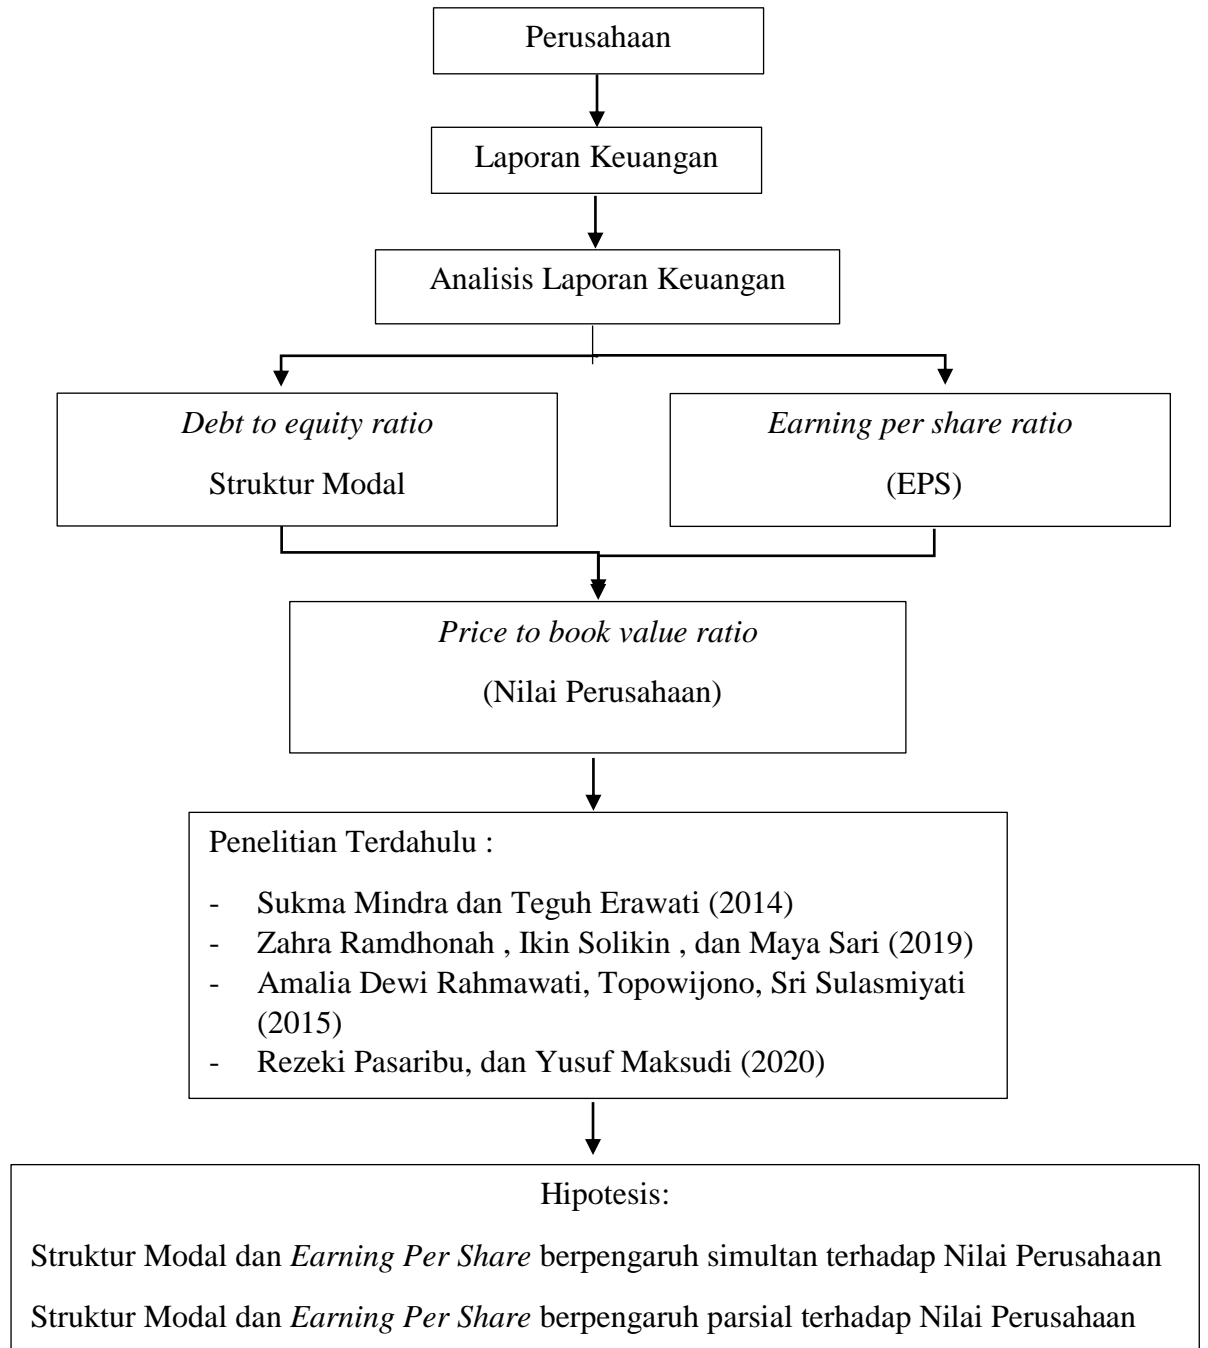 Perusahaan
Laporan Keuangan
Analisis Laporan Keuangan
Debt to equity ratio
Struktur Modal
Earning per share ratio
(EPS)
Price to book value ratio
(Nilai Perusahaan)
Penelitian Terdahulu :
- Sukma Mindra dan Teguh Erawati (2014)
- Zahra Ramdhonah , Ikin Solikin , dan Maya Sari (2019)
- Amalia Dewi Rahmawati, Topowijono, Sri Sulasmiyati
(2015)
- Rezeki Pasaribu, dan Yusuf Maksudi (2020)
Hipotesis:
Struktur Modal dan Earning Per Share berpengaruh simultan terhadap Nilai Perusahaan
Struktur Modal dan Earning Per Share berpengaruh parsial terhadap Nilai Perusahaan